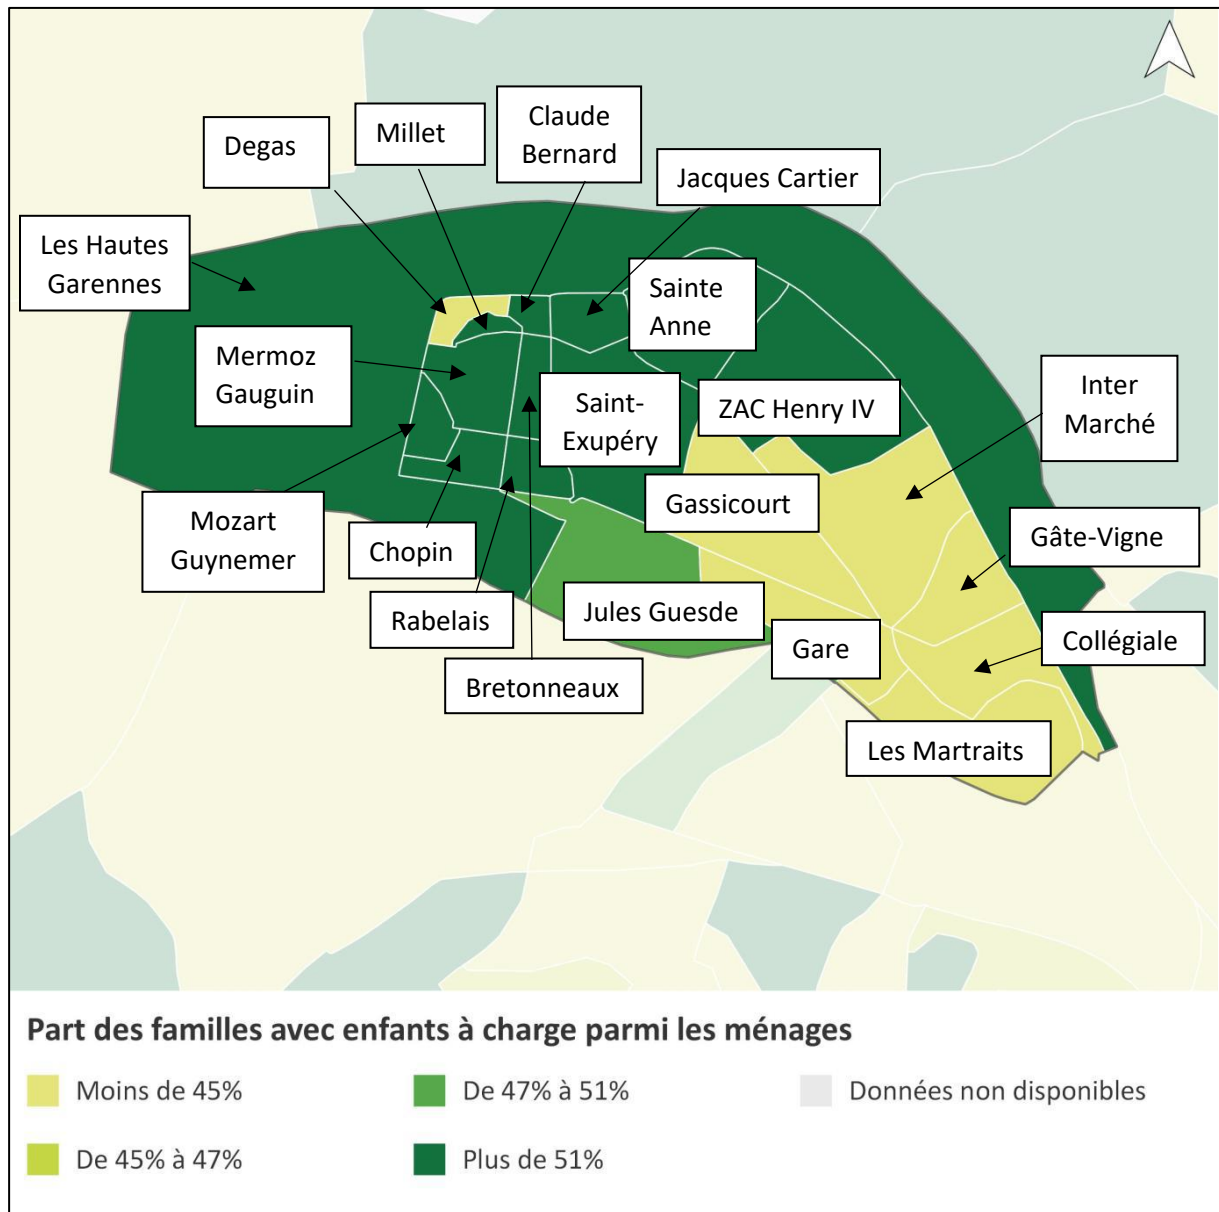 Claude
Bernard
Millet
Degas
Jacques Cartier
Les Hautes
Garennes
Sainte
Anne
Mermoz
Gauguin
Inter
Marché
ZAC Henry IV
Saint-
Exupéry
Gassicourt
Mozart
Guynemer
Chopin
Gâte-Vigne
Rabelais
Jules Guesde
Gare
Collégiale
Bretonneaux
Les Martraits
Part des familles avec enfants à charge parmi les ménages
Moins de 45%
De 47% à 51%
Données non disponibles
De 45% à 47%
Plus de 51%